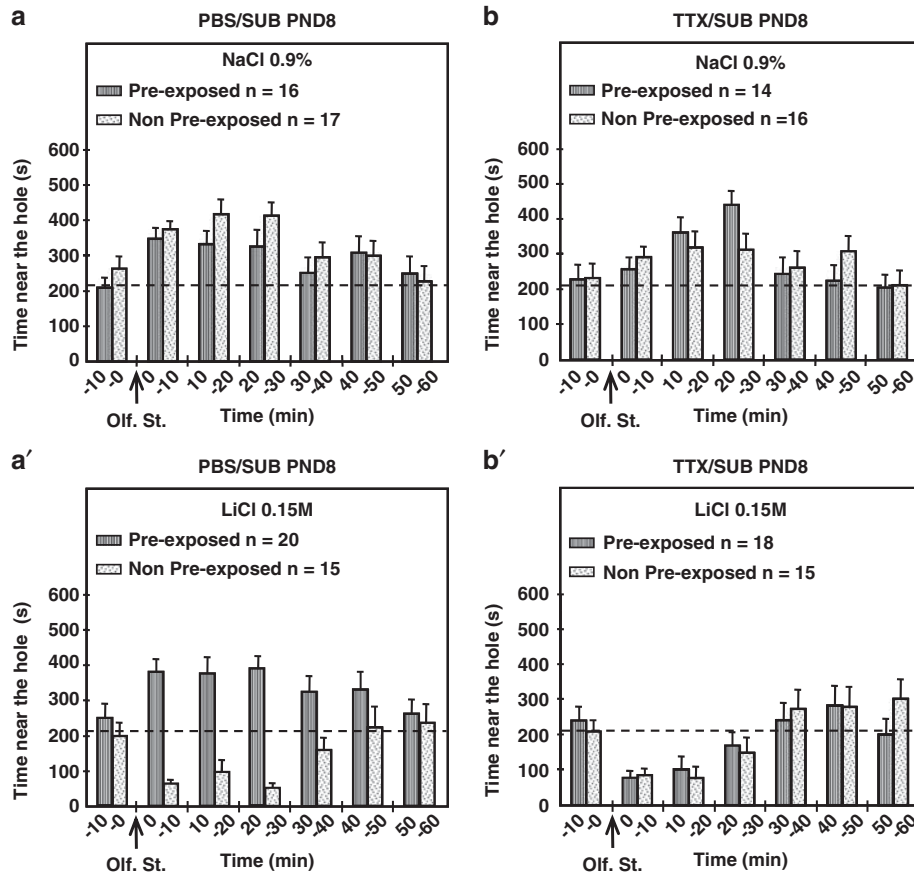 a
PBS/SUB PND8
NaCl 0.9%
Pre-exposed n = 16
Non Pre-exposed n = 17
Time near the hole (s)
600
500
400
300
200
100
0
-10 -0 0 -10 10 -20 20 -30 30 -40 40 -50 50 -60
Olf. St.
Time (min)
b
TTX/SUB PND8
NaCl 0.9%
Pre-exposed n = 14
Non Pre-exposed n =16
Time near the hole (s)
600
500
400
300
200
100
0
-10 -0 0 -10 10 -20 20 -30 30 -40 40 -50 50 -60
Olf. St.
Time (min)
a′
PBS/SUB PND8
LiCl 0.15M
Pre-exposed n = 20
Non Pre-exposed n = 15
Time near the hole (s)
600
500
400
300
200
100
0
-10 -0 0 -10 10 -20 20 -30 30 -40 40 -50 50 -60
Olf. St.
Time (min)
b′
TTX/SUB PND8
LiCl 0.15M
Pre-exposed n = 18
Non Pre-exposed n = 15
Time near the hole (s)
600
500
400
300
200
100
0
-10 -0 0 -10 10 -20 20 -30 30 -40 40 -50 50 -60
Olf. St.
Time (min)